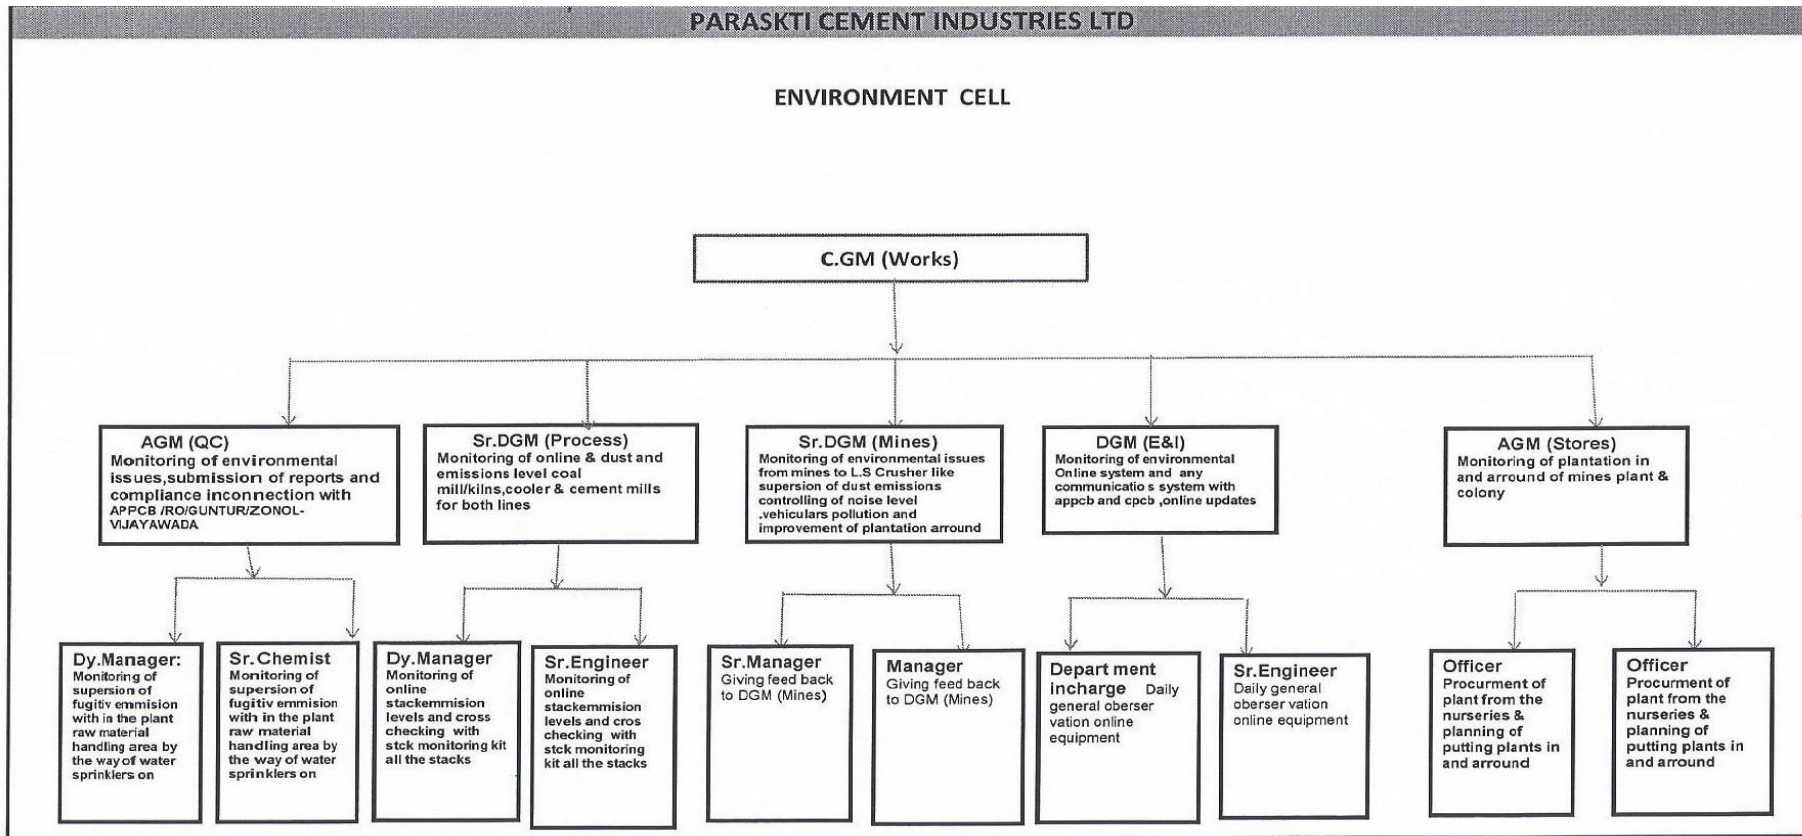 PARASKTI CEMENT INDUSTRIES LTD
ENVIRONMENT CELL
C.GM (Works)
AGM (QC)
Monitoring of environmental
issues,submission of reports and
compliance inconnection with
APPCB /RO/GUNTUR/ZONOL-
VIJAYAWADA
Sr.DGM (Process)
Monitoring of online & dust and
emissions level coal
mill/kilns,cooler & cement mills
for both lines
Sr.DGM (Mines)
Monitoring of environmental issues
from mines to L.S Crusher like
supersion of dust emissions
controlling of noise level
.vehiculars pollution and
improvement of plantation arround
DGM (E&I)
Monitoring of environmental
Online system and any
communicatio s system with
appcb and cpcb ,online updates
AGM (Stores)
Monitoring of plantation in
and arround of mines plant &
colony
Dy.Manager:
Monitoring of
supersion of
fugitiv emmision
with in the plant
raw material
handling area by
the way of water
sprinklers on
Sr.Chemist
Monitoring of
supersion of
fugitiv emmision
with in the plant
raw material
handling area by
the way of water
sprinklers on
Dy.Manager
Monitoring of
online
stackemmision
levels and cross
checking with
stck monitoring kit
all the stacks
Sr.Engineer
Monitoring of
online
stackemmision
levels and cros
checking with
stck monitoring
kit all the stacks
Sr.Manager
Giving feed back
to DGM (Mines)
Manager
Giving feed back
to DGM (Mines)
Depart ment
incharge Daily
general oberser
vation online
equipment
Sr.Engineer
Daily general
oberser vation
online equipment
Officer
Procurment of
plant from the
nurseries &
planning of
putting plants in
and arround
Officer
Procurment of
plant from the
nurseries &
planning of
putting plants in
and arround